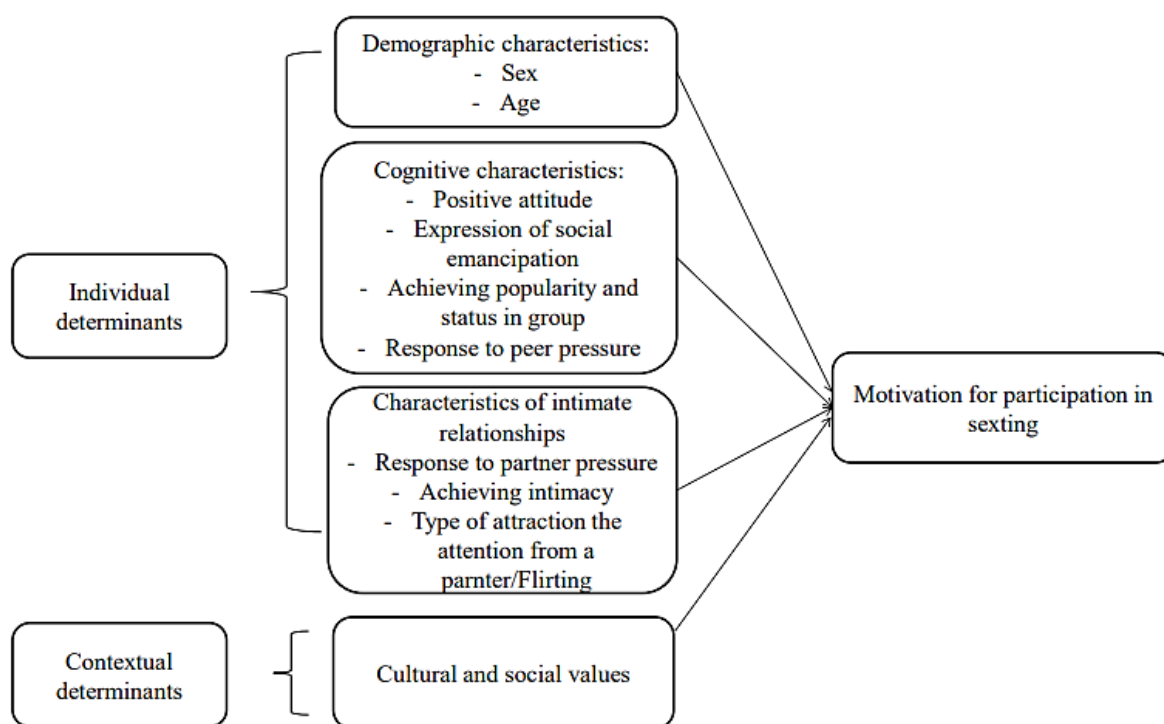 Demographic characteristics:
- Sex
- Age
Cognitive characteristics:
- Positive attitude
- Expression of social
emancipation
- Achieving popularity and
status in group
- Response to peer pressure
Individual
determinants
Characteristics of intimate
relationships
- Response to partner pressure
- Achieving intimacy
- Type of attraction the
attention from a
parnter/Flirting
Motivation for participation in
sexting
Contextual
determinants
Cultural and social values